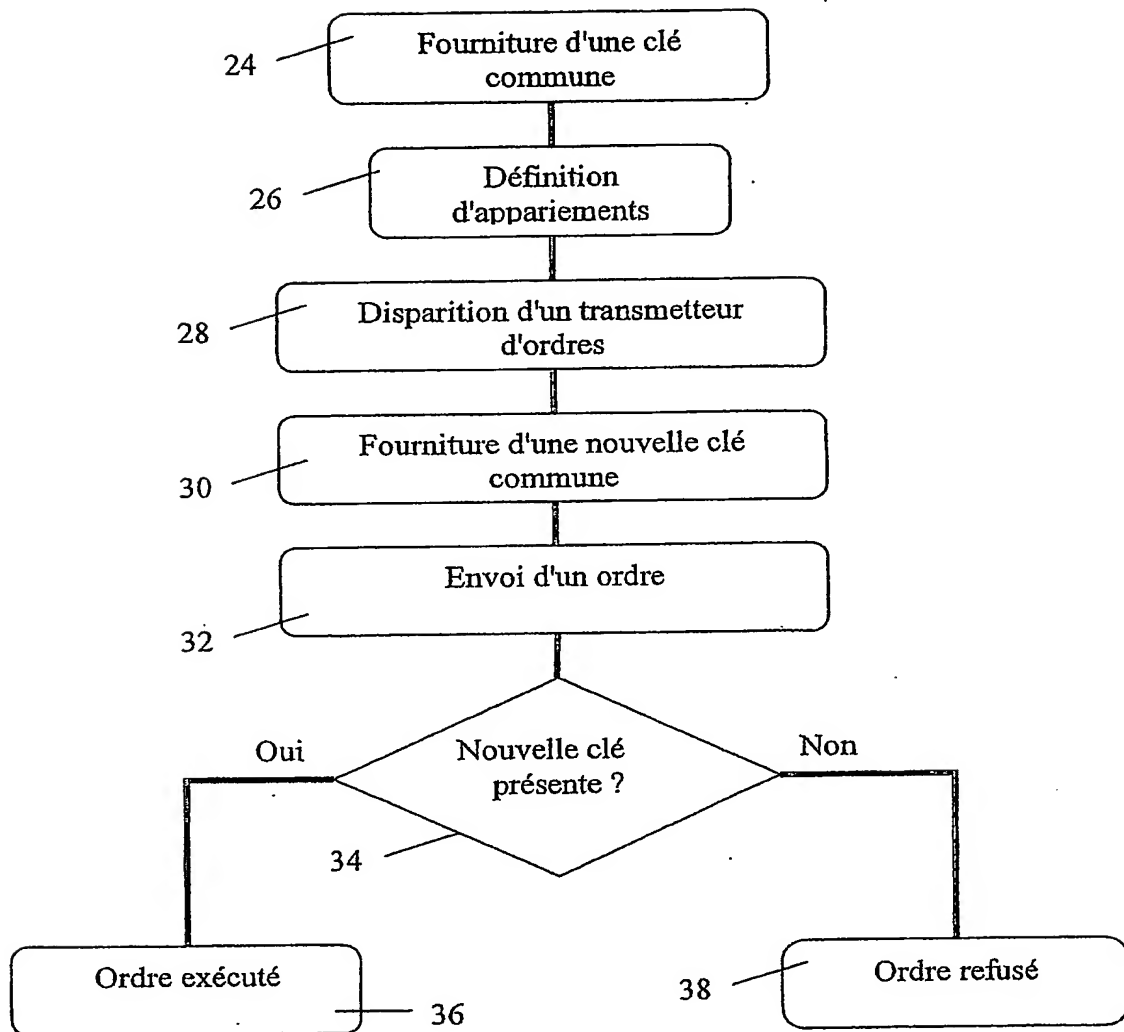 Fourniture d'une clé
commune
24
Définition
d'appariements
26
Disparition d'un transmetteur
d'ordres
28
Fourniture d'une nouvelle clé
commune
30
Envoi d'un ordre
32
Oui
Nouvelle clé
présente ?
Non
34
Ordre exécuté
36
Ordre refusé
38